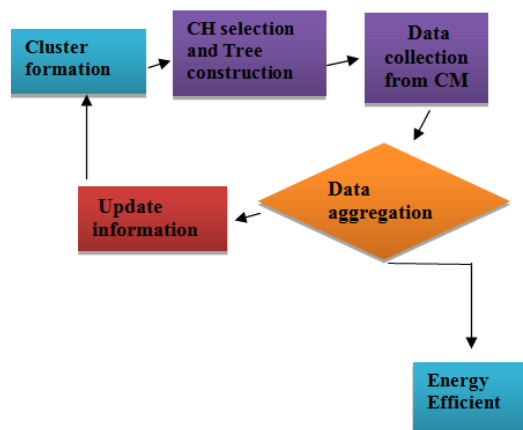 Cluster
formation
CH selection
and Tree
construction
Data
collection
from CM
Data
aggregation
Update
information
Energy
Efficient